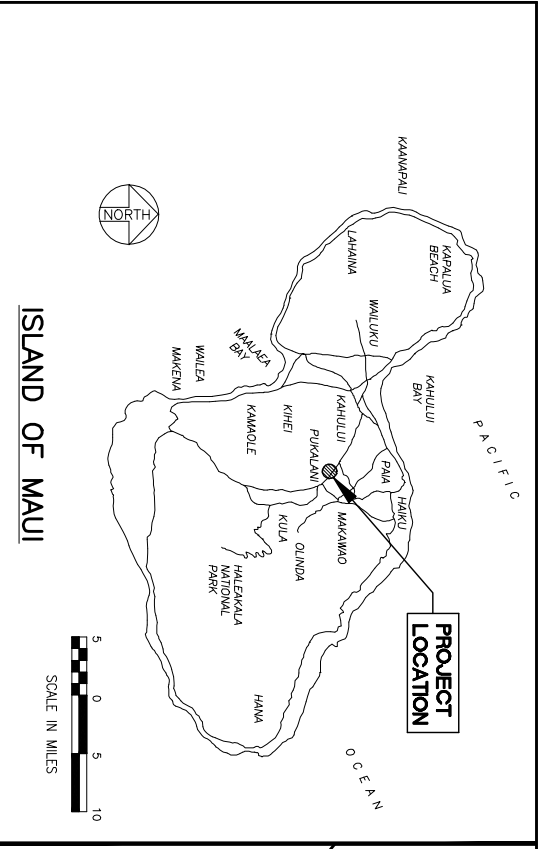 PACIFIC
OCEAN
PROJECT
LOCATION
KAANAPALI
KAPALUA
BEACH
LAHAINA
WAILUKU
KAHULUI
BAY
KAHULUI
PAIA
HAIKU
PUKALANI
MAKAWAO
KIHEI
KAMAOLE
OLINDA
KULA
HALEAKALA
NATIONAL
PARK
HANA
MAALAEA
BAY
WAILEA
MAKENA
NORTH
ISLAND OF MAUI
5 0 5 10
SCALE IN MILES